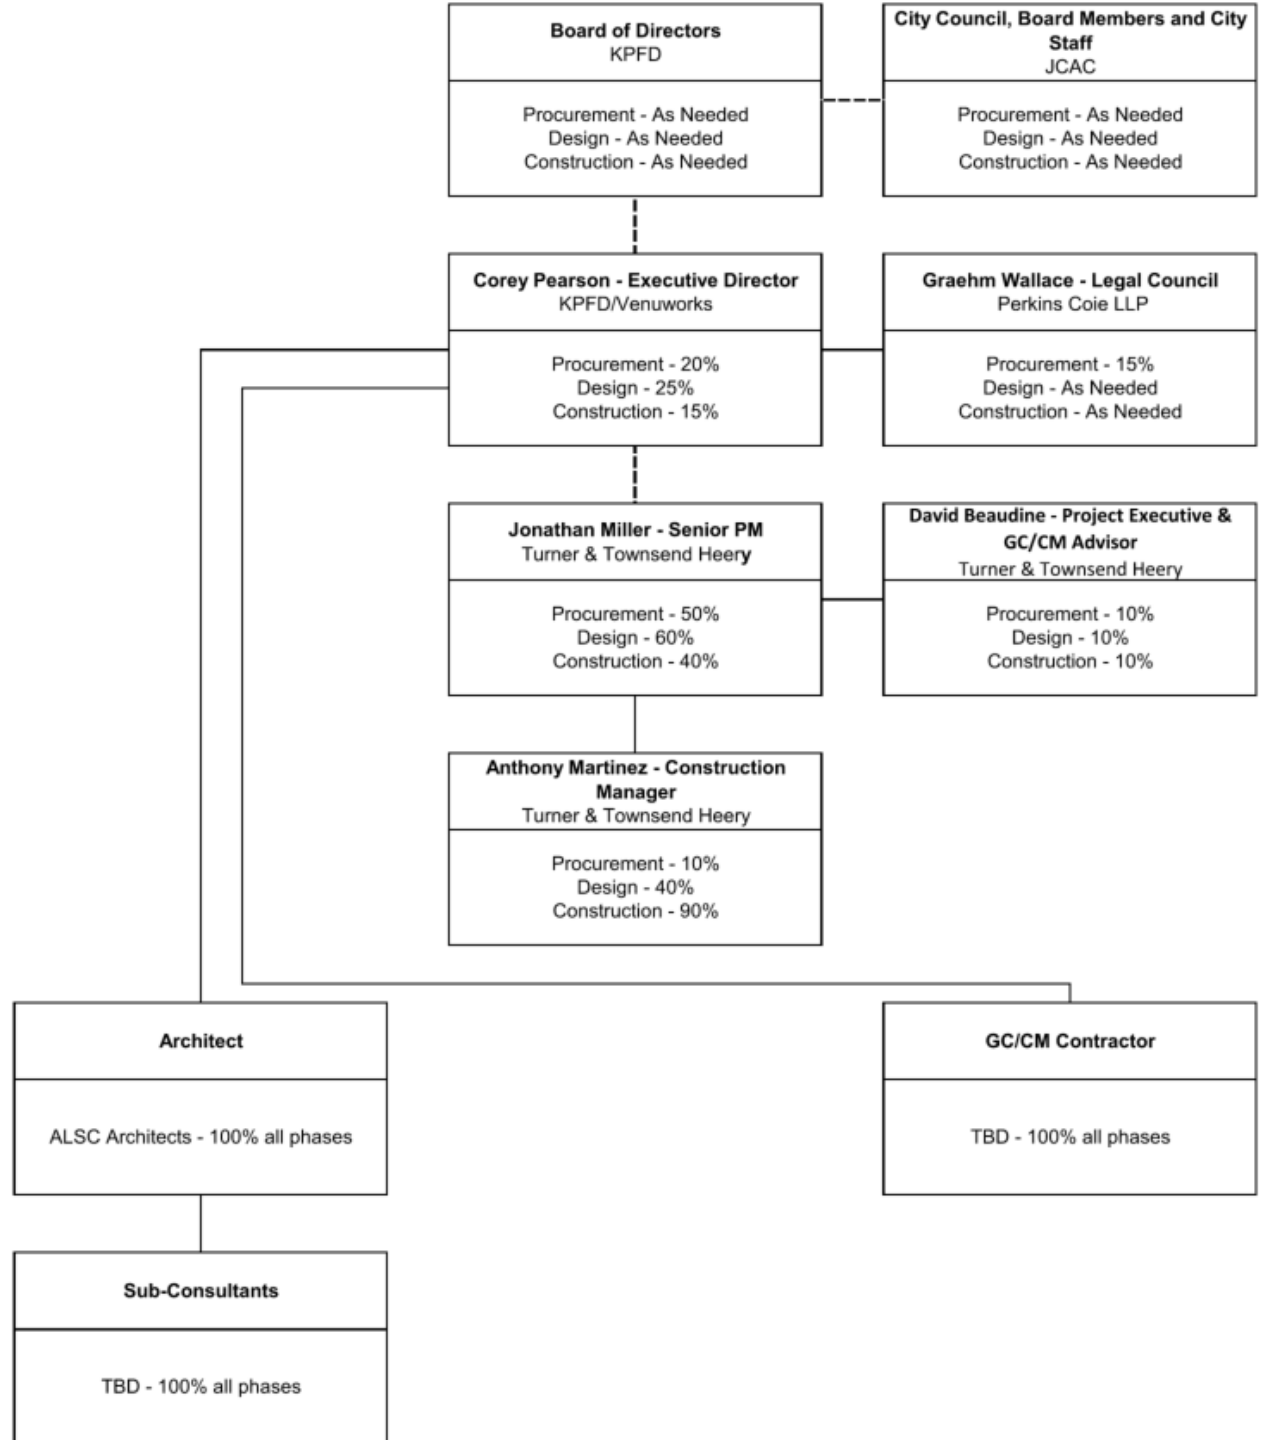 Board of Directors
KPFD
Procurement - As Needed
Design - As Needed
Construction - As Needed
City Council, Board Members and City
Staff
JCAC
Procurement - As Needed
Design - As Needed
Construction - As Needed
Corey Pearson - Executive Director
KPFD/Venuworks
Procurement - 20%
Design - 25%
Construction - 15%
Graehm Wallace - Legal Council
Perkins Coie LLP
Procurement - 15%
Design - As Needed
Construction - As Needed
Jonathan Miller - Senior PM
Turner & Townsend Heery
Procurement - 50%
Design - 60%
Construction - 40%
David Beaudine - Project Executive &
GC/CM Advisor
Turner & Townsend Heery
Procurement - 10%
Design - 10%
Construction - 10%
Anthony Martinez - Construction
Manager
Turner & Townsend Heery
Procurement - 10%
Design - 40%
Construction - 90%
Architect
ALSC Architects - 100% all phases
GC/CM Contractor
TBD - 100% all phases
Sub-Consultants
TBD - 100% all phases